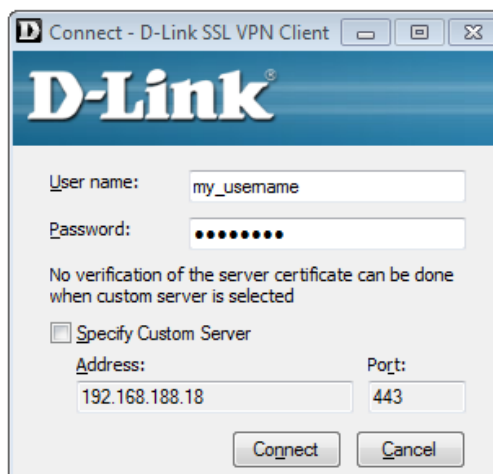 D Connect - D-Link SSL VPN Client
D-Link®
User name: my_username
Password: ••••••••
No verification of the server certificate can be done
when custom server is selected
Specify Custom Server
Address: Port:
192.168.188.18 443
Connect Cancel